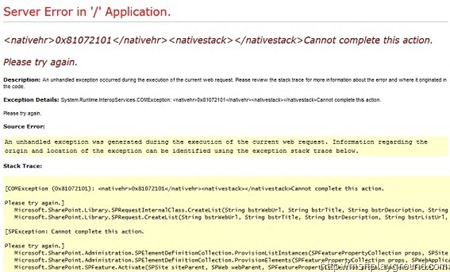 Server Error in '/' Application.
<nativehr>0x81072101</nativehr><nativestack></nativestack>Cannot complete this action.
Please try again.
Description: An unhandled exception occurred during the execution of the current web request. Please review the stack trace for more information about the error and where it originated in the code.
Exception Details: System.Runtime.InteropServices.COMException: <nativehr>0x81072101</nativehr><nativestack></nativestack>Cannot complete this action.
Please try again.
Source Error:
An unhandled exception was generated during the execution of the current web request. Information regarding the
origin and location of the exception can be identified using the exception stack trace below.
Stack Trace:
[COMException (0x81072101): <nativehr>0x81072101</nativehr><nativestack></nativestack>Cannot complete this action.
Please try again.]
Microsoft.SharePoint.Library.SPRequestInternalClass.CreateList(String bstrWebUrl, String bstrTitle, String bstrDescription, String
Microsoft.SharePoint.Library.SPRequest.CreateList(String bstrWebUrl, String bstrTitle, String bstrDescription, String bstrListUrl,
[SPException: Cannot complete this action.
Please try again.]
Microsoft.SharePoint.Administration.SPElementDefinitionCollection.ProvisionListInstances(SPFeaturePropertyCollection props, SPSite
Microsoft.SharePoint.Administration.SPElementDefinitionCollection.ProvisionElements(SPFeaturePropertyCollection props, SPWebApplica
Microsoft.SharePoint.SPFeature.Activate(SPSite siteParent, SPWeb webParent, SPFeaturePro